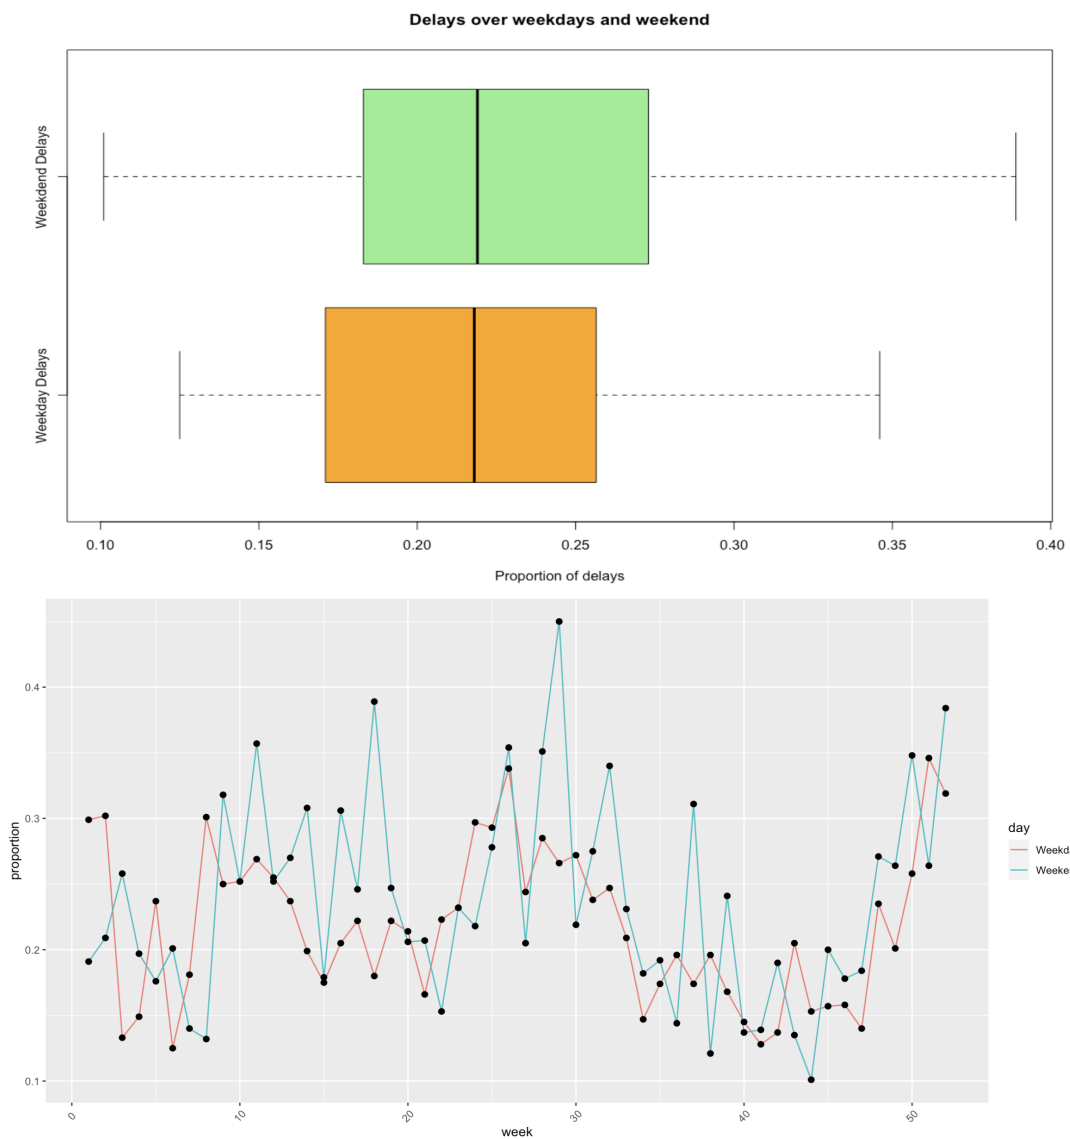 Delays over weekdays and weekend
Weekdend Delays
Weekday Delays
0.10 0.15 0.20 0.25 0.30 0.35 0.40
Proportion of delays
0.4
0.3
0.2
0.1
proportion
0 10 20 30 40 50
week
day
Weekd
Weeke